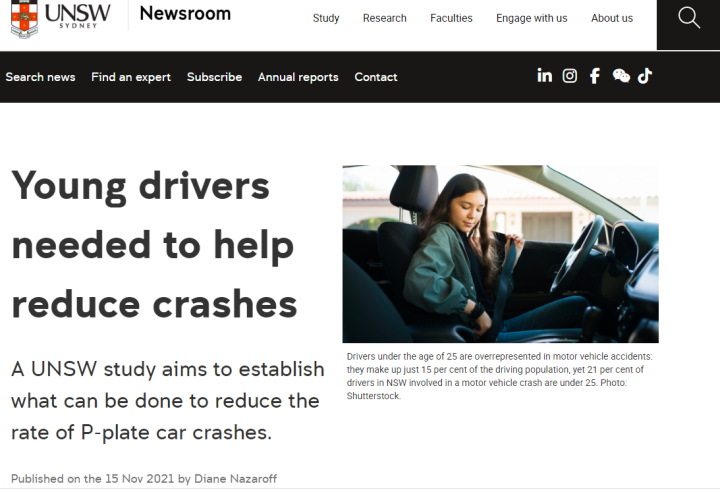 UNSW
SYDNEY
Newsroom
Study Research Faculties Engage with us About us
Search news Find an expert Subscribe Annual reports Contact
Young drivers
needed to help
reduce crashes
A UNSW study aims to establish
what can be done to reduce the
rate of P-plate car crashes.
Published on the 15 Nov 2021 by Diane Nazaroff
Drivers under the age of 25 are overrepresented in motor vehicle accidents:
they make up just 15 per cent of the driving population, yet 21 per cent of
drivers in NSW involved in a motor vehicle crash are under 25. Photo:
Shutterstock.